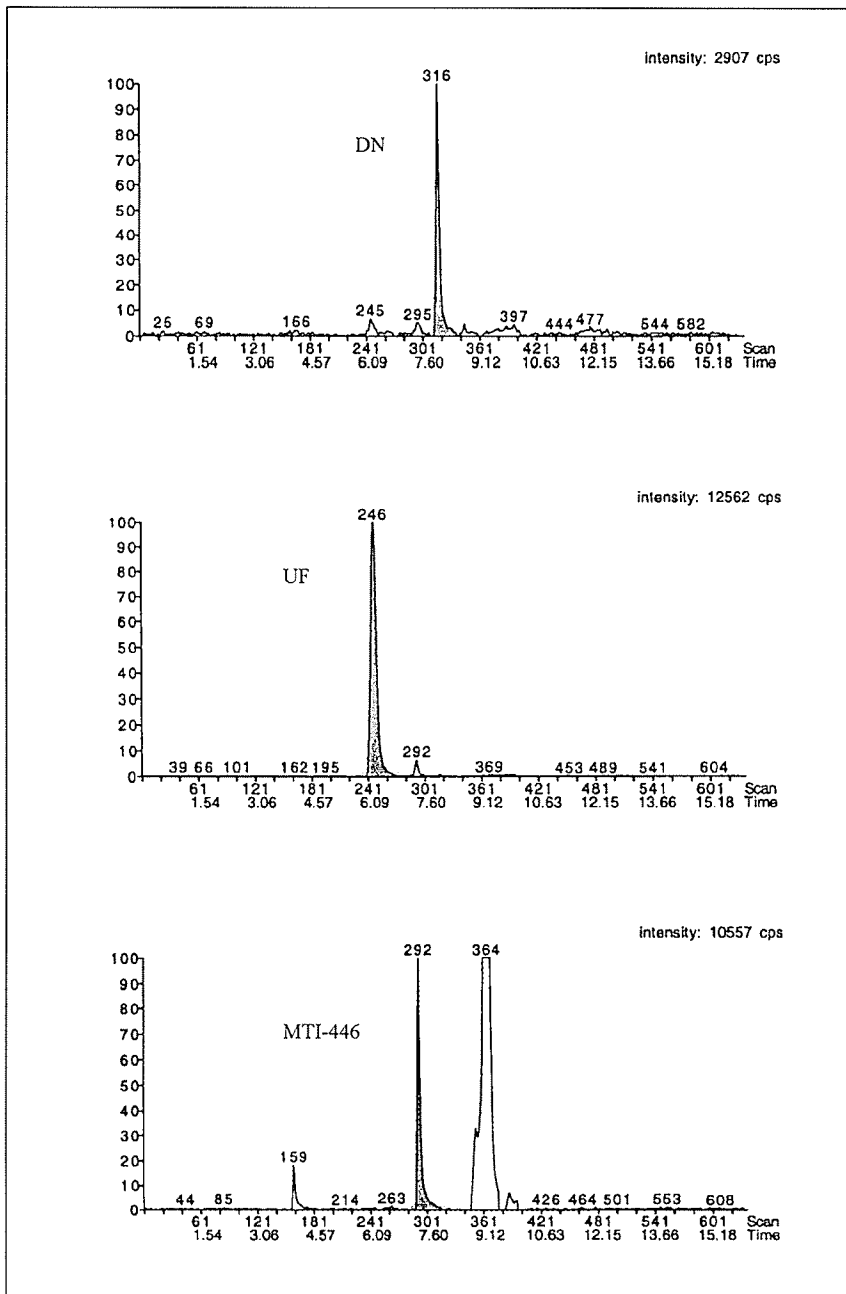 intensity: 2907 cps
316
100
90
80
70
60
50
40
30
20
10
0
DN
25 69 166 245 295 397 444 477 544 582
61 121 181 241 301 361 421 481 541 601 Scan
1.54 3.06 4.57 6.09 7.60 9.12 10.63 12.15 13.66 15.18 Time
intensity: 12562 cps
246
100
90
80
70
60
50
40
30
20
10
0
UF
39 66 101 162 195 292 369 453 489 541 604
61 121 181 241 301 361 421 481 541 601 Scan
1.54 3.06 4.57 6.09 7.60 9.12 10.63 12.15 13.66 15.18 Time
intensity: 10557 cps
292 364
100
90
80
70
60
50
40
30
20
10
0
MTI-446
159
44 85 214 263 426 464 501 553 608
61 121 181 241 301 361 421 481 541 601 Scan
1.54 3.06 4.57 6.09 7.60 9.12 10.63 12.15 13.66 15.18 Time